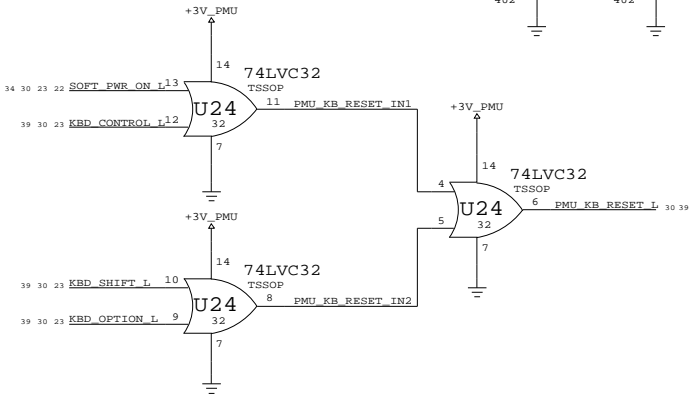 402 402
+3V_PMU
14
74LVC32
TSSOP
34 30 23 22 SOFT_PWR_ON_L 13
U24
11 PMU_KB_RESET_IN1
39 30 23 KBD_CONTROL_L 12
32
7
+3V_PMU
14
74LVC32
TSSOP
4
U24
6 PMU_KB_RESET_L 30 39
5
32
7
+3V_PMU
14
74LVC32
TSSOP
39 30 23 KBD_SHIFT_L 10
U24
8 PMU_KB_RESET_IN2
39 30 23 KBD_OPTION_L 9
32
7